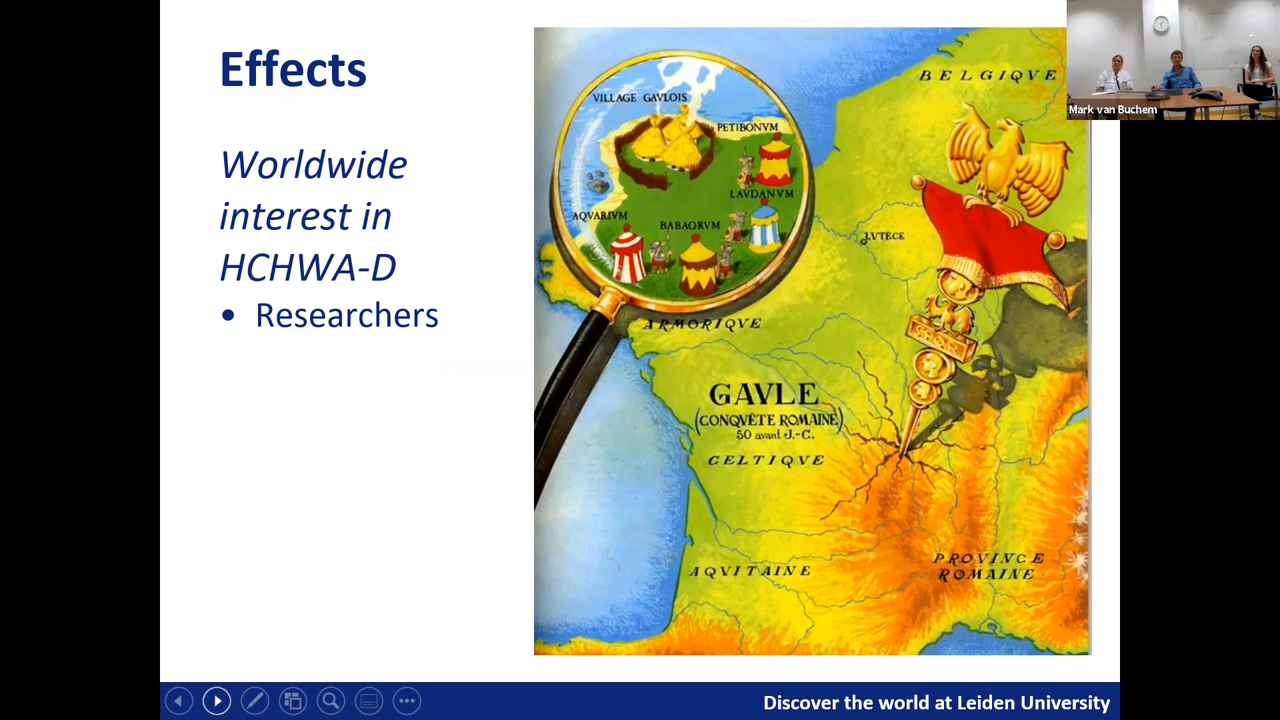 Effects
Worldwide
interest in
HCHWA-D
• Researchers
VILLAGE GAVLOIS
PETIBONVM
LAVDANVM
AQVARIVM
BABAORVM
BELGIQVE
LVTÈCE
ARMORIQVE
GAVLE
(CONQVÊTE ROMAINE)
50 avant J.-C.
CELTIQVE
AQVITAINE
PROVINCE
ROMAINE
Mark van Buchem
Discover the world at Leiden University